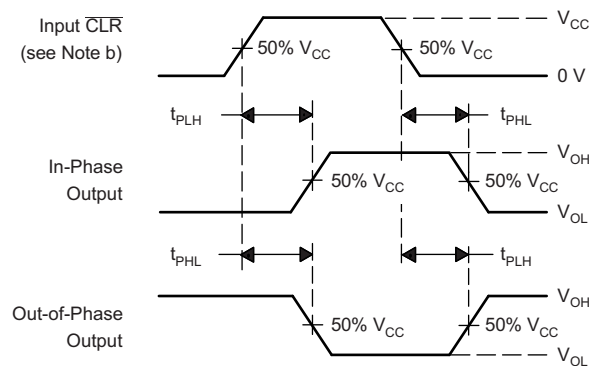 Input CLR
(see Note b)
50% VCC
50% VCC
VCC
0 V
tPLH
tPHL
In-Phase
Output
50% VCC
50% VCC
VOH
VOL
tPHL
tPLH
Out-of-Phase
Output
50% VCC
50% VCC
VOH
VOL